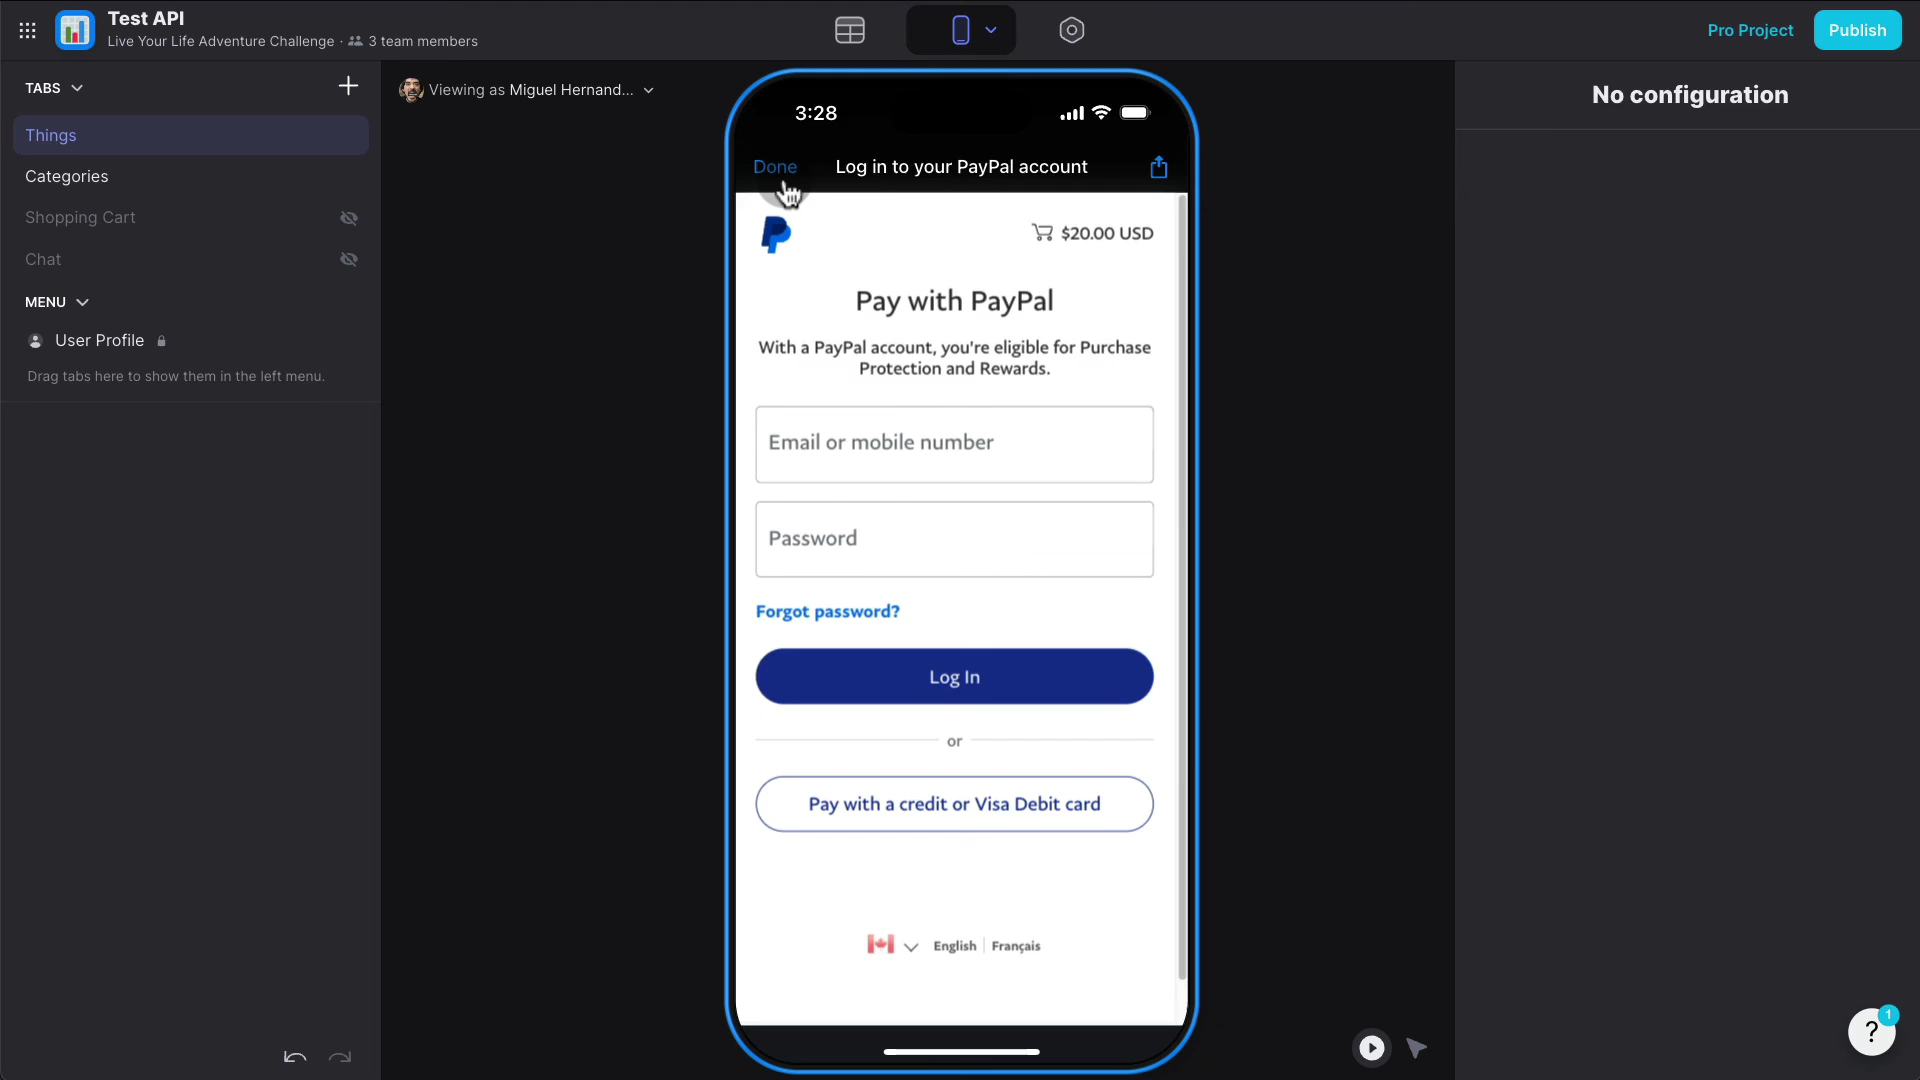 Test API
Live Your Life Adventure Challenge · 3 team members
Pro Project
Publish
TABS
Things
Categories
Shopping Cart
Chat
MENU
User Profile
Drag tabs here to show them in the left menu.
Viewing as Miguel Hernand...
3:28
Done
Log in to your PayPal account
$20.00 USD
Pay with PayPal
With a PayPal account, you're eligible for Purchase
Protection and Rewards.
Email or mobile number
Password
Forgot password?
Log In
or
Pay with a credit or Visa Debit card
English
Français
No configuration
1
?